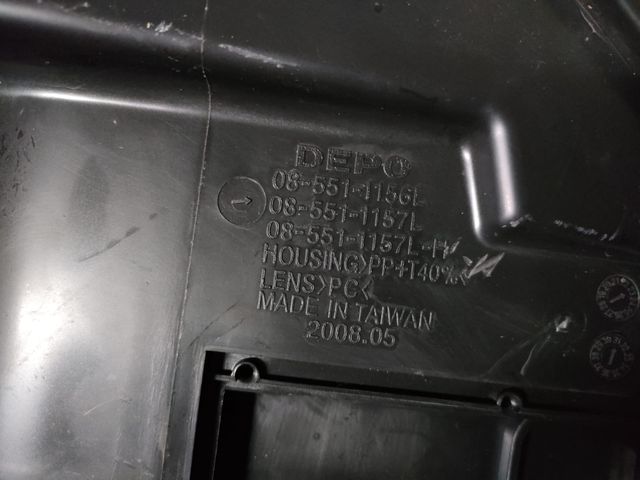 DEPO
08-551-1156L
08-551-1157L
08-551-1157L-H
HOUSING>PP+T40%<
LENS>PC<
MADE IN TAIWAN
2008.05